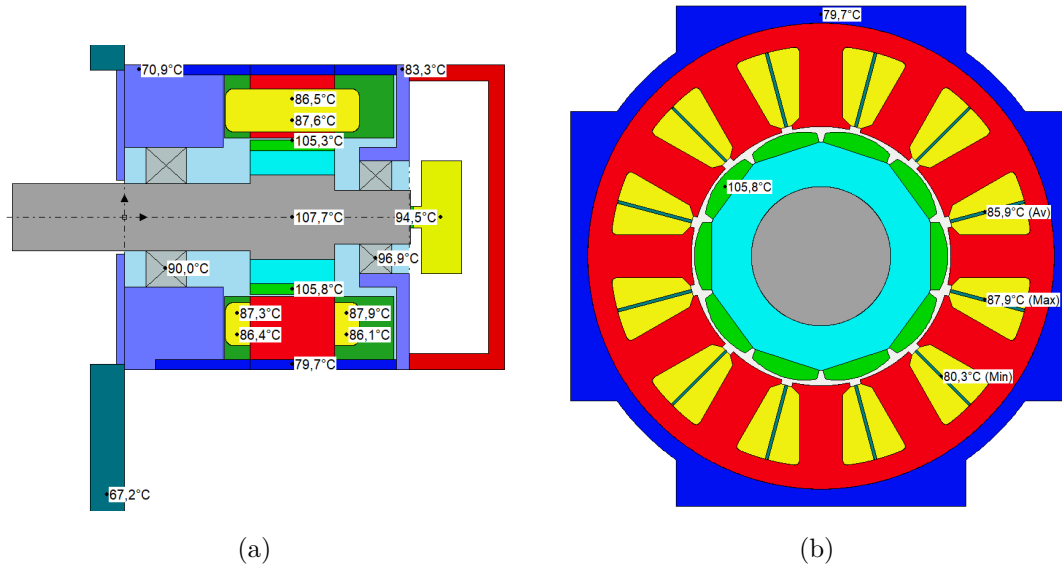 70,9°C
83,3°C
86,5°C
87,6°C
105,3°C
107,7°C
94,5°C
90,0°C
96,9°C
105,8°C
87,3°C
87,9°C
86,4°C
86,1°C
79,7°C
67,2°C
(a)
79,7°C
105,8°C
85,9°C (Av)
87,9°C (Max)
80,3°C (Min)
(b)